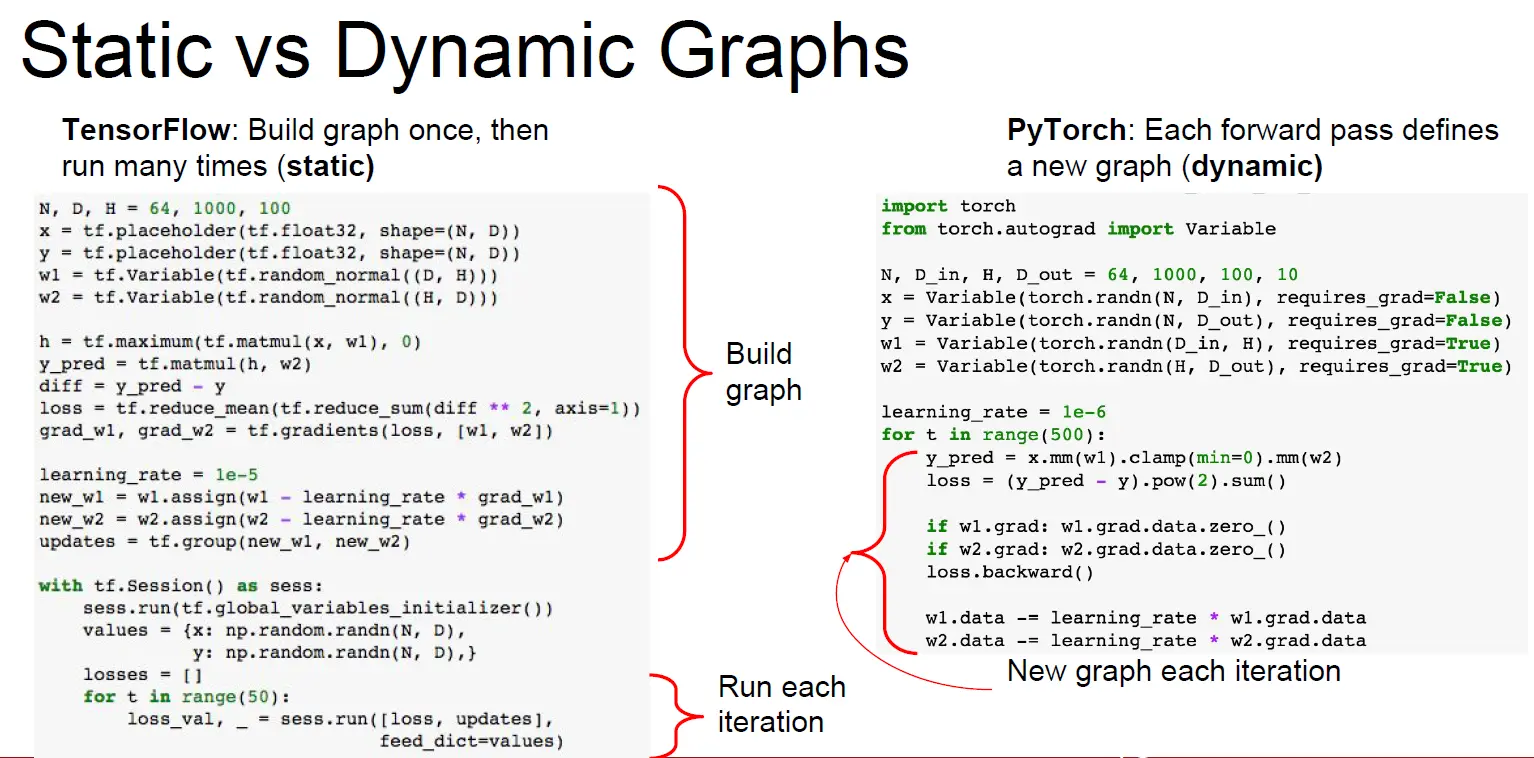 Static vs Dynamic Graphs
TensorFlow: Build graph once, then
run many times (static)
N, D, H = 64, 1000, 100
x = tf.placeholder(tf.float32, shape=(N, D))
y = tf.placeholder(tf.float32, shape=(N, D))
w1 = tf.Variable(tf.random_normal((D, H)))
w2 = tf.Variable(tf.random_normal((H, D)))
h = tf.maximum(tf.matmul(x, w1), 0)
y_pred = tf.matmul(h, w2)
diff = y_pred - y
loss = tf.reduce_mean(tf.reduce_sum(diff ** 2, axis=1))
grad_w1, grad_w2 = tf.gradients(loss, [w1, w2])
learning_rate = 1e-5
new_w1 = w1.assign(w1 - learning_rate * grad_w1)
new_w2 = w2.assign(w2 - learning_rate * grad_w2)
updates = tf.group(new_w1, new_w2)
with tf.Session() as sess:
    sess.run(tf.global_variables_initializer())
    values = {x: np.random.randn(N, D),
              y: np.random.randn(N, D),}
    losses = []
    for t in range(50):
        loss_val, _ = sess.run([loss, updates],
                               feed_dict=values)
Build
graph
Run each
iteration
PyTorch: Each forward pass defines
a new graph (dynamic)
import torch
from torch.autograd import Variable
N, D_in, H, D_out = 64, 1000, 100, 10
x = Variable(torch.randn(N, D_in), requires_grad=False)
y = Variable(torch.randn(N, D_out), requires_grad=False)
w1 = Variable(torch.randn(D_in, H), requires_grad=True)
w2 = Variable(torch.randn(H, D_out), requires_grad=True)
learning_rate = 1e-6
for t in range(500):
    y_pred = x.mm(w1).clamp(min=0).mm(w2)
    loss = (y_pred - y).pow(2).sum()
    if w1.grad: w1.grad.data.zero_()
    if w2.grad: w2.grad.data.zero_()
    loss.backward()
    w1.data -= learning_rate * w1.grad.data
    w2.data -= learning_rate * w2.grad.data
New graph each iteration